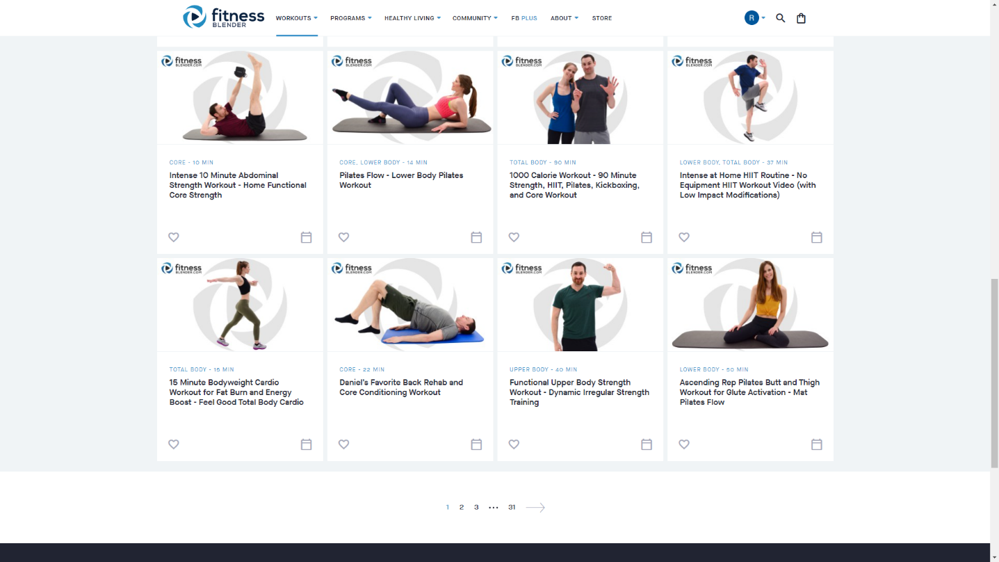 fitness
BLENDER
WORKOUTS PROGRAMS HEALTHY LIVING COMMUNITY FB PLUS ABOUT STORE
R
fitness
BLENDER.COM
fitness
BLENDER.COM
fitness
BLENDER.COM
fitness
BLENDER.COM
CORE - 10 MIN
Intense 10 Minute Abdominal
Strength Workout - Home Functional
Core Strength
CORE, LOWER BODY - 14 MIN
Pilates Flow - Lower Body Pilates
Workout
TOTAL BODY - 90 MIN
1000 Calorie Workout - 90 Minute
Strength, HIIT, Pilates, Kickboxing,
and Core Workout
LOWER BODY, TOTAL BODY - 37 MIN
Intense at Home HIIT Routine - No
Equipment HIIT Workout Video (with
Low Impact Modifications)
fitness
BLENDER.COM
fitness
BLENDER.COM
fitness
BLENDER.COM
fitness
BLENDER.COM
TOTAL BODY - 15 MIN
15 Minute Bodyweight Cardio
Workout for Fat Burn and Energy
Boost - Feel Good Total Body Cardio
CORE - 22 MIN
Daniel's Favorite Back Rehab and
Core Conditioning Workout
UPPER BODY - 40 MIN
Functional Upper Body Strength
Workout - Dynamic Irregular Strength
Training
LOWER BODY - 50 MIN
Ascending Rep Pilates Butt and Thigh
Workout for Glute Activation - Mat
Pilates Flow
1 2 3 ... 31